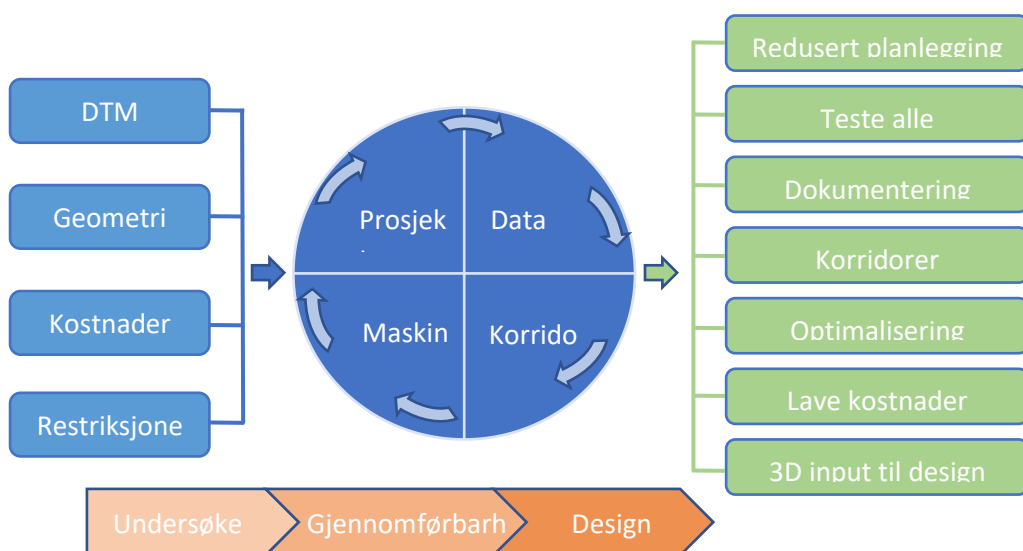 DTM
Geometri
Kostnader
Restriksjone
Prosjek
Data
Maskin
Korrido
Redusert planlegging
Teste alle
Dokumentering
Korridorer
Optimalisering
Lave kostnader
3D input til design
Undersøke
Gjennomførbarh
Design